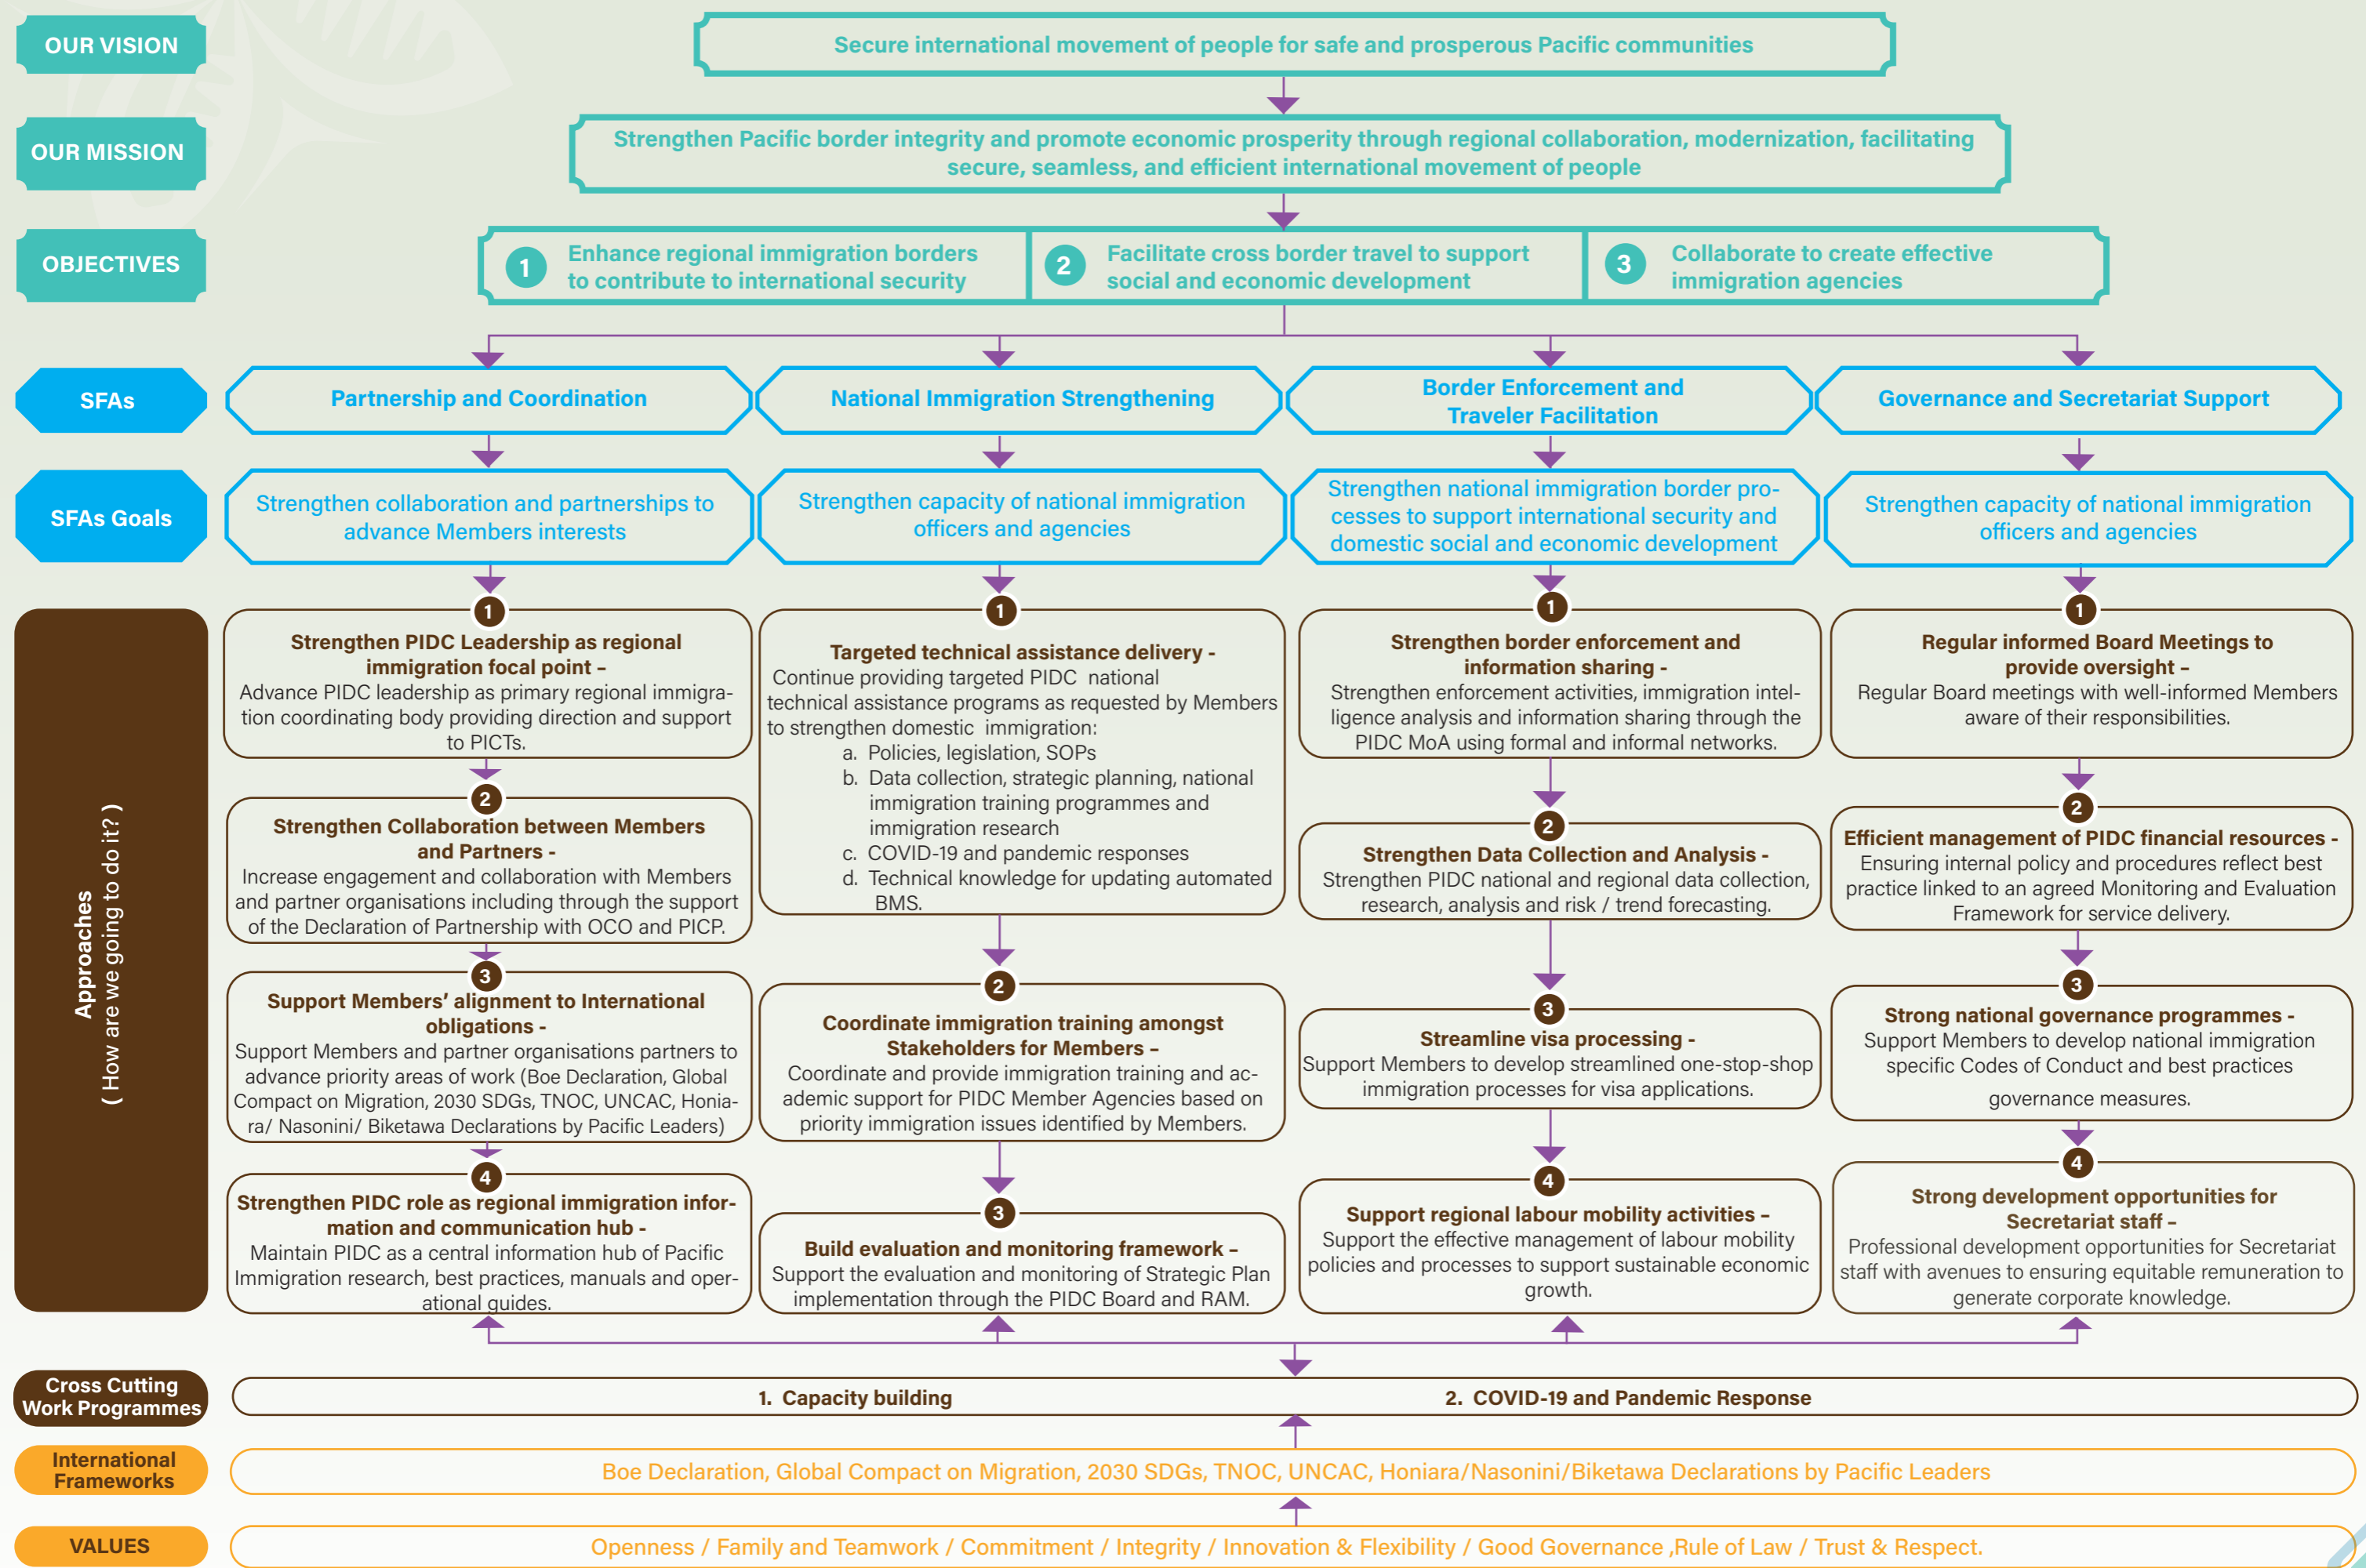 OUR VISION
Secure international movement of people for safe and prosperous Pacific communities
OUR MISSION
Strengthen Pacific border integrity and promote economic prosperity through regional collaboration, modernization, facilitating
secure, seamless, and efficient international movement of people
OBJECTIVES
1
Enhance regional immigration borders
to contribute to international security
2
Facilitate cross border travel to support
social and economic development
3
Collaborate to create effective
immigration agencies
SFAs
Partnership and Coordination
National Immigration Strengthening
Border Enforcement and
Traveler Facilitation
Governance and Secretariat Support
SFAs Goals
Strengthen collaboration and partnerships to
advance Members interests
Strengthen capacity of national immigration
officers and agencies
Strengthen national immigration border pro-
cesses to support international security and
domestic social and economic development
Strengthen capacity of national immigration
officers and agencies
Approaches
( How are we going to do it? )
1
Strengthen PIDC Leadership as regional
immigration focal point –
Advance PIDC leadership as primary regional immigra-
tion coordinating body providing direction and support
to PICTs.
2
Strengthen Collaboration between Members
and Partners -
Increase engagement and collaboration with Members
and partner organisations including through the support
of the Declaration of Partnership with OCO and PICP.
3
Support Members’ alignment to International
obligations -
Support Members and partner organisations partners to
advance priority areas of work (Boe Declaration, Global
Compact on Migration, 2030 SDGs, TNOC, UNCAC, Honia-
ra/ Nasonini/ Biketawa Declarations by Pacific Leaders)
4
Strengthen PIDC role as regional immigration infor-
mation and communication hub -
Maintain PIDC as a central information hub of Pacific
Immigration research, best practices, manuals and oper-
ational guides.
1
Targeted technical assistance delivery -
Continue providing targeted PIDC national
technical assistance programs as requested by Members
to strengthen domestic immigration:
a. Policies, legislation, SOPs
b. Data collection, strategic planning, national
immigration training programmes and
immigration research
c. COVID-19 and pandemic responses
d. Technical knowledge for updating automated
BMS.
2
Coordinate immigration training amongst
Stakeholders for Members –
Coordinate and provide immigration training and ac-
ademic support for PIDC Member Agencies based on
priority immigration issues identified by Members.
3
Build evaluation and monitoring framework –
Support the evaluation and monitoring of Strategic Plan
implementation through the PIDC Board and RAM.
1
Strengthen border enforcement and
information sharing -
Strengthen enforcement activities, immigration intel-
ligence analysis and information sharing through the
PIDC MoA using formal and informal networks.
2
Strengthen Data Collection and Analysis -
Strengthen PIDC national and regional data collection,
research, analysis and risk / trend forecasting.
3
Streamline visa processing -
Support Members to develop streamlined one-stop-shop
immigration processes for visa applications.
4
Support regional labour mobility activities –
Support the effective management of labour mobility
policies and processes to support sustainable economic
growth.
1
Regular informed Board Meetings to
provide oversight –
Regular Board meetings with well-informed Members
aware of their responsibilities.
2
Efficient management of PIDC financial resources -
Ensuring internal policy and procedures reflect best
practice linked to an agreed Monitoring and Evaluation
Framework for service delivery.
3
Strong national governance programmes -
Support Members to develop national immigration
specific Codes of Conduct and best practices
governance measures.
4
Strong development opportunities for
Secretariat staff –
Professional development opportunities for Secretariat
staff with avenues to ensuring equitable remuneration to
generate corporate knowledge.
Cross Cutting
Work Programmes
1. Capacity building
2. COVID-19 and Pandemic Response
International
Frameworks
Boe Declaration, Global Compact on Migration, 2030 SDGs, TNOC, UNCAC, Honiara/Nasonini/Biketawa Declarations by Pacific Leaders
VALUES
Openness / Family and Teamwork / Commitment / Integrity / Innovation & Flexibility / Good Governance ,Rule of Law / Trust & Respect.